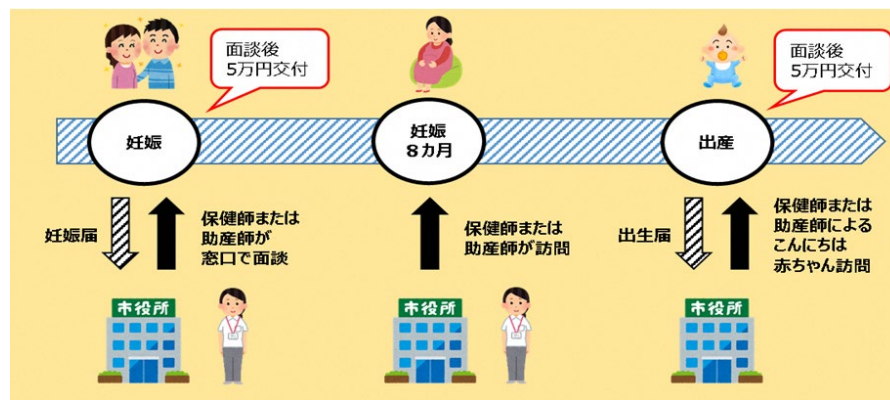 面談後
5万円交付
面談後
5万円交付
妊娠
妊娠
8カ月
出産
妊娠届
保健師または
助産師が
窓口で面談
保健師または
助産師が訪問
出生届
保健師または
助産師による
こんにちは
赤ちゃん訪問
市役所
市役所
市役所